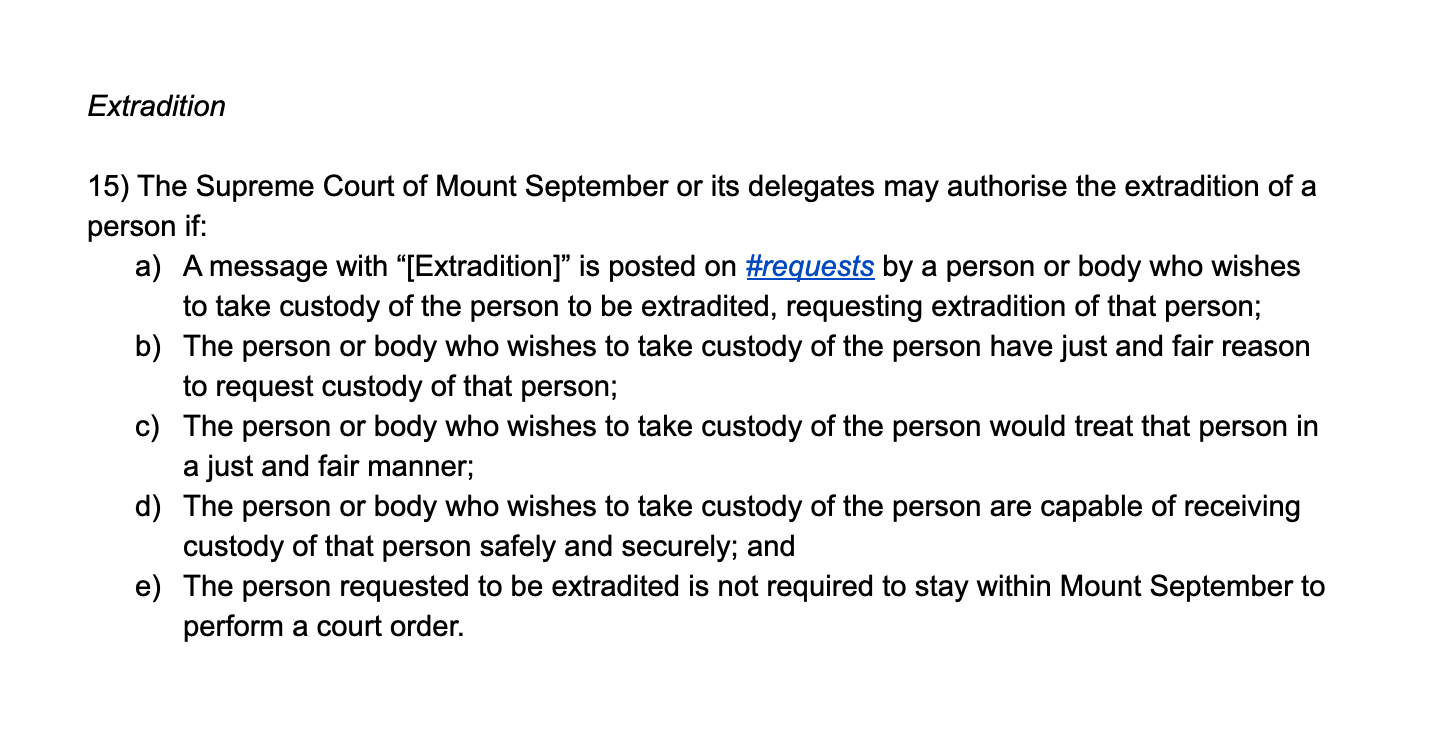 Extradition
15) The Supreme Court of Mount September or its delegates may authorise the extradition of a
person if:
a) A message with “[Extradition]” is posted on #requests by a person or body who wishes
to take custody of the person to be extradited, requesting extradition of that person;
b) The person or body who wishes to take custody of the person have just and fair reason
to request custody of that person;
c) The person or body who wishes to take custody of the person would treat that person in
a just and fair manner;
d) The person or body who wishes to take custody of the person are capable of receiving
custody of that person safely and securely; and
e) The person requested to be extradited is not required to stay within Mount September to
perform a court order.